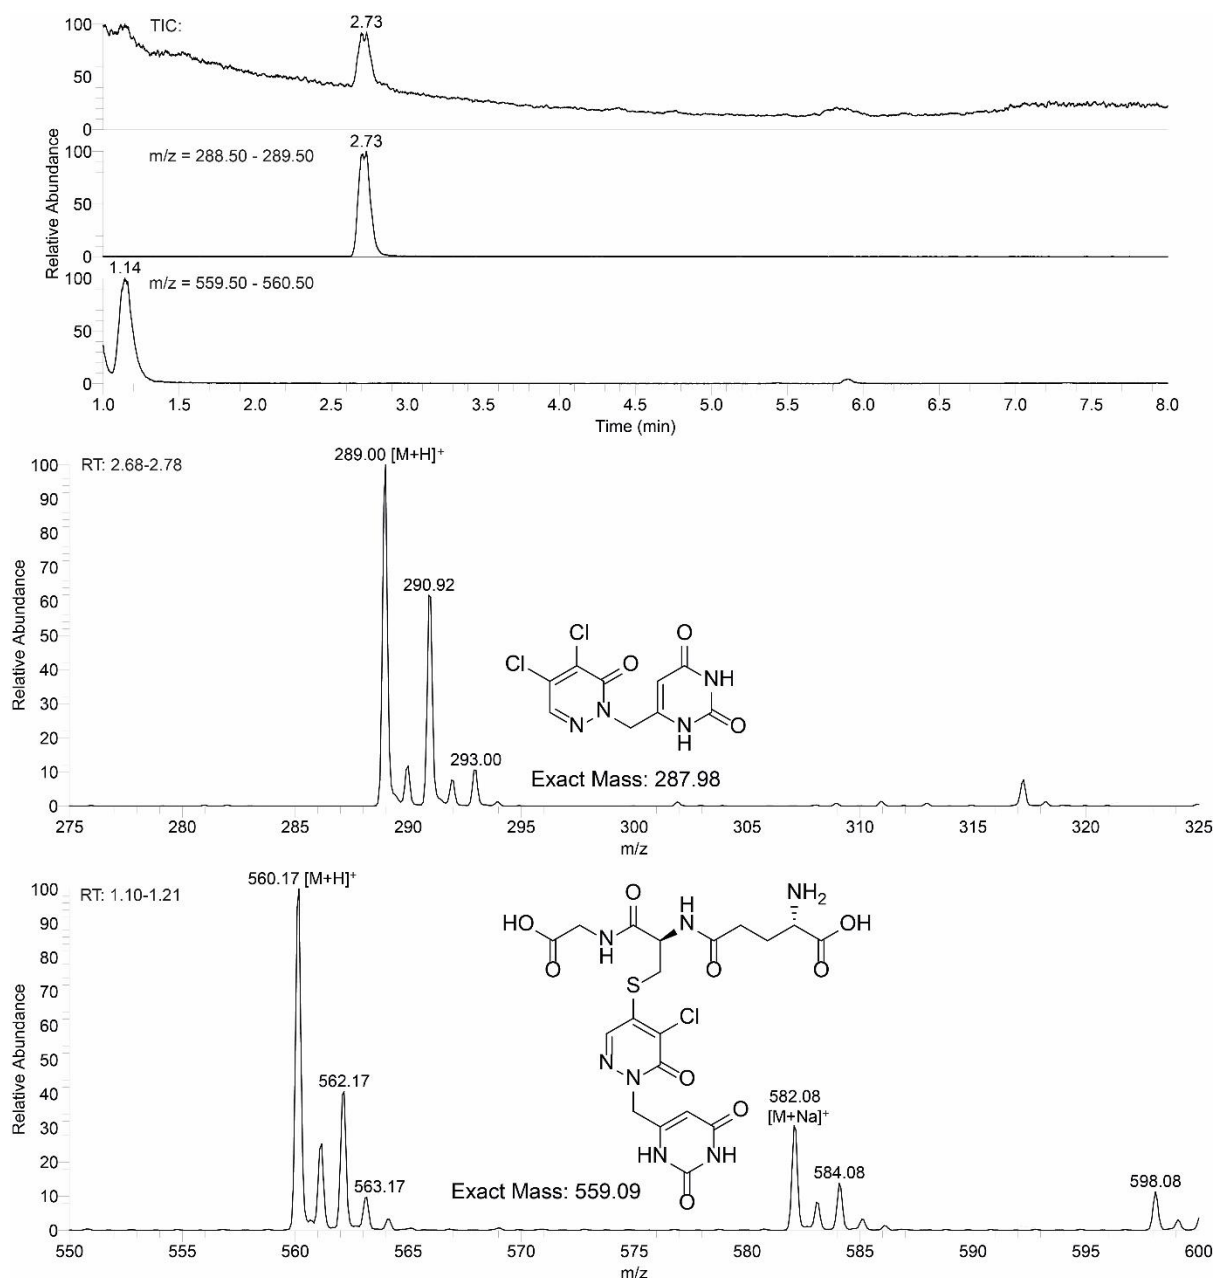 TIC:
2.73
100
50
0
m/z = 288.50 - 289.50
2.73
100
50
0
Relative Abundance
m/z = 559.50 - 560.50
1.14
100
50
0
1.0 1.5 2.0 2.5 3.0 3.5 4.0 4.5 5.0 5.5 6.0 6.5 7.0 7.5 8.0
Time (min)
RT: 2.68-2.78
289.00 [M+H]+
290.92
293.00
100
90
80
70
60
50
40
30
20
10
0
Relative Abundance
Cl
Cl
O
O
N
N
NH
N
H
O
Exact Mass: 287.98
275 280 285 290 295 300 305 310 315 320 325
m/z
RT: 1.10-1.21
560.17 [M+H]+
562.17
563.17
582.08
[M+Na]+
584.08
598.08
100
90
80
70
60
50
40
30
20
10
0
Relative Abundance
O
H
N
NH2
HO
N
H
OH
O
O
O
S
Cl
N
N
O
O
HN
NH
O
Exact Mass: 559.09
550 555 560 565 570 575 580 585 590 595 600
m/z